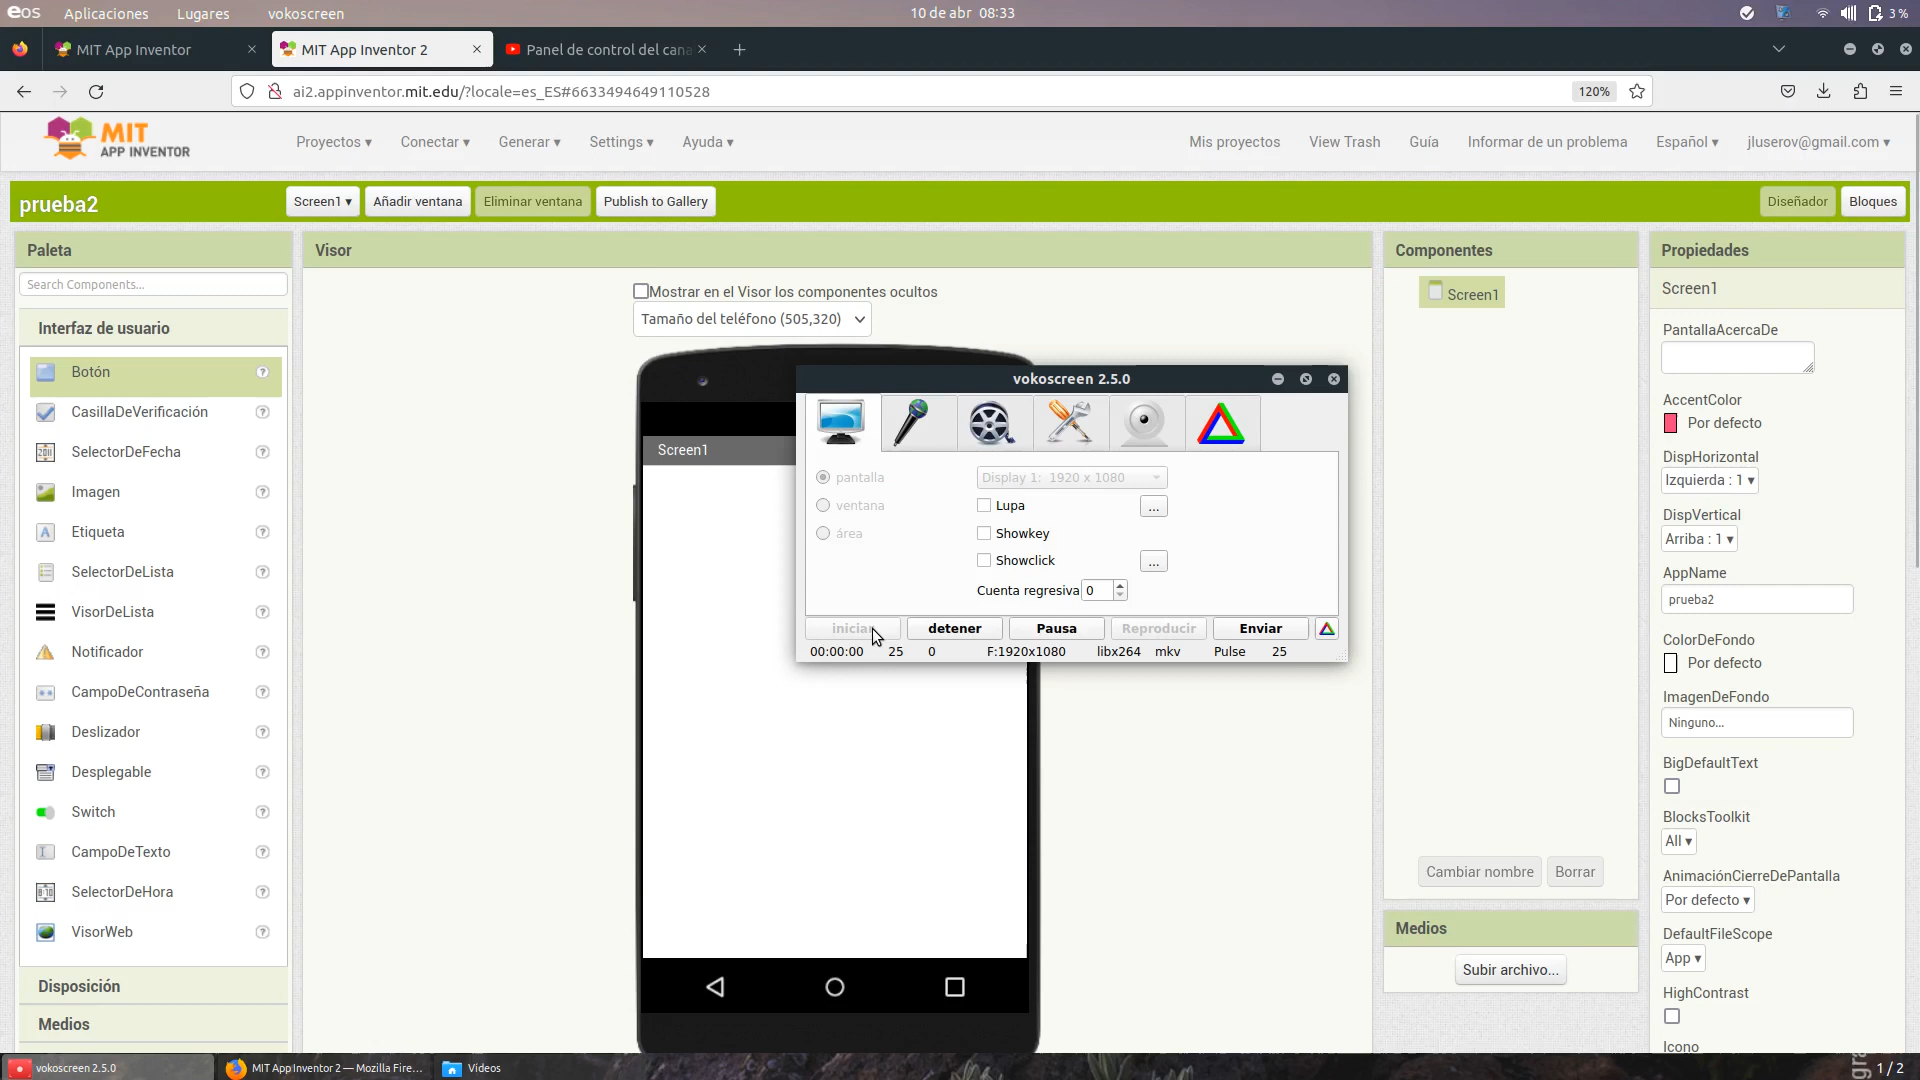 eos Aplicaciones Lugares vokoscreen 10 de abr 08:33 3%
MIT App Inventor MIT App Inventor 2 Panel de control del cana
ai2.appinventor.mit.edu/?locale=es_ES#6633494649110528 120%
MIT
APP INVENTOR
Proyectos ▾ Conectar ▾ Generar ▾ Settings ▾ Ayuda ▾ Mis proyectos View Trash Guía Informar de un problema Español ▾ jluserov@gmail.com ▾
prueba2 Screen1 ▾ Añadir ventana Eliminar ventana Publish to Gallery Diseñador Bloques
Paleta
Search Components...
Interfaz de usuario
Botón
CasillaDeVerificación
SelectorDeFecha
Imagen
Etiqueta
SelectorDeLista
VisorDeLista
Notificador
CampoDeContraseña
Deslizador
Desplegable
Switch
CampoDeTexto
SelectorDeHora
VisorWeb
Disposición
Medios
Visor
Mostrar en el Visor los componentes ocultos
Tamaño del teléfono (505,320)
Screen1
vokoscreen 2.5.0
pantalla Display 1: 1920 x 1080
ventana Lupa ...
área Showkey
Showclick ...
Cuenta regresiva 0
iniciar detener Pausa Reproducir Enviar
00:00:00 25 0 F:1920x1080 libx264 mkv Pulse 25
Componentes
Screen1
Cambiar nombre Borrar
Medios
Subir archivo...
Propiedades
Screen1
PantallaAcercaDe
AccentColor
Por defecto
DispHorizontal
Izquierda : 1 ▾
DispVertical
Arriba : 1 ▾
AppName
prueba2
ColorDeFondo
Por defecto
ImagenDeFondo
Ninguno...
BigDefaultText
BlocksToolkit
All ▾
AnimaciónCierreDePantalla
Por defecto ▾
DefaultFileScope
App ▾
HighContrast
Icono
vokoscreen 2.5.0 MIT App Inventor 2 — Mozilla Fire... Vídeos 1 / 2